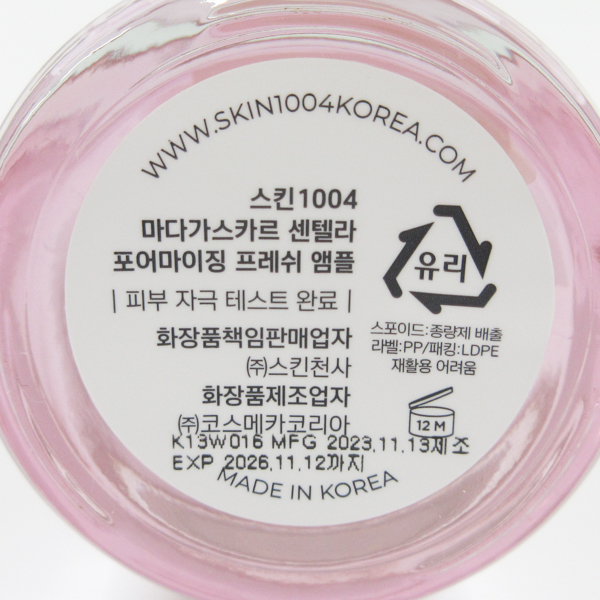 WWW.SKIN1004KOREA.COM
스킨1004
마다가스카르 센텔라
포어마이징 프레쉬 앰플
| 피부 자극 테스트 완료 |
화장품책임판매업자
㈜스킨천사
화장품제조업자
㈜코스메카코리아
K13W016 MFG 2023.11.13제조
EXP 2026.11.12까지
MADE IN KOREA
유리
스포이드:종량제 배출
라벨:PP/패킹:LDPE
재활용 어려움
12 M